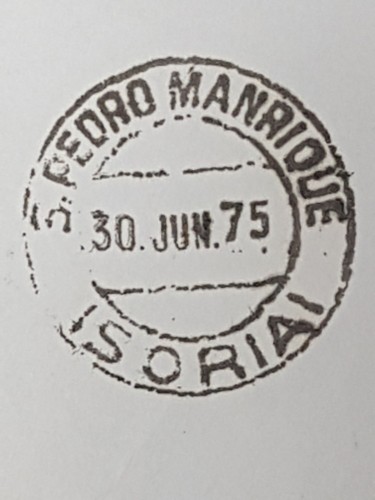 S. PEDRO MANRIQUE
30. JUN. 75
(SORIA)